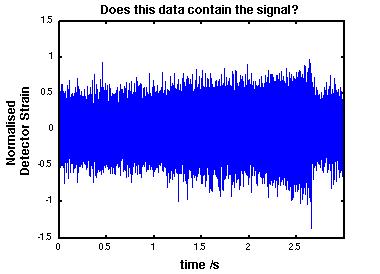 Does this data contain the signal?
1.5
1
0.5
0
-0.5
-1
-1.5
Normalised
Detector Strain
0 0.5 1 1.5 2 2.5
time /s